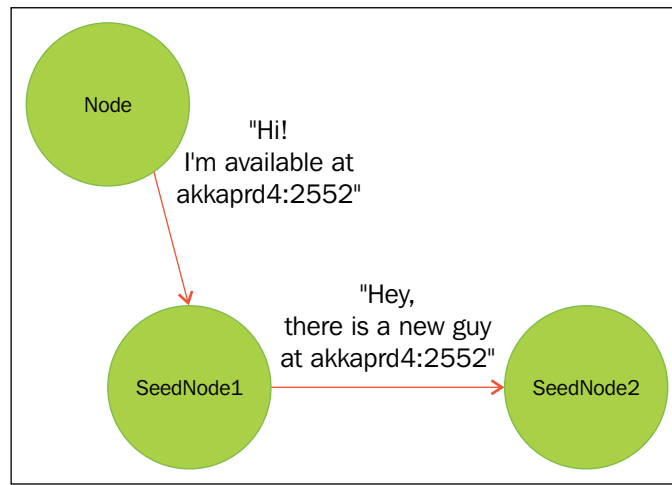 Node
"Hi!
I'm available at
akkaprd4:2552"
"Hey,
there is a new guy
at akkaprd4:2552"
SeedNode1
SeedNode2